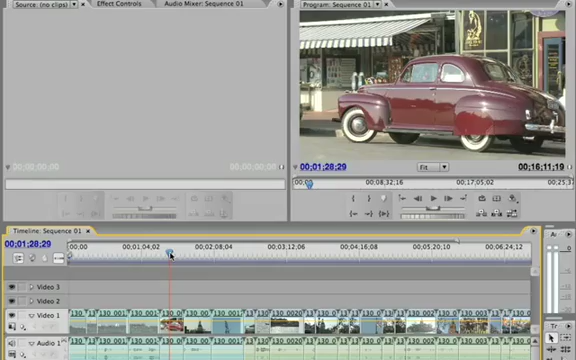 Source: (no clips) Effect Controls Audio Mixer: Sequence 01 Program: Sequence 01
00;00;00;00 00;00;00;00 00;01;28;29 Fit 00;16;11;19
00;00 00;08;32;16 00;17;05;02 00;25;3
Timeline: Sequence 01
00;01;28;29 00;00 00;01;04;02 00;02;08;04 00;03;12;06 00;04;16;08 00;05;20;10 00;06;24;12
Video 3
Video 2
Video 1
Audio 1